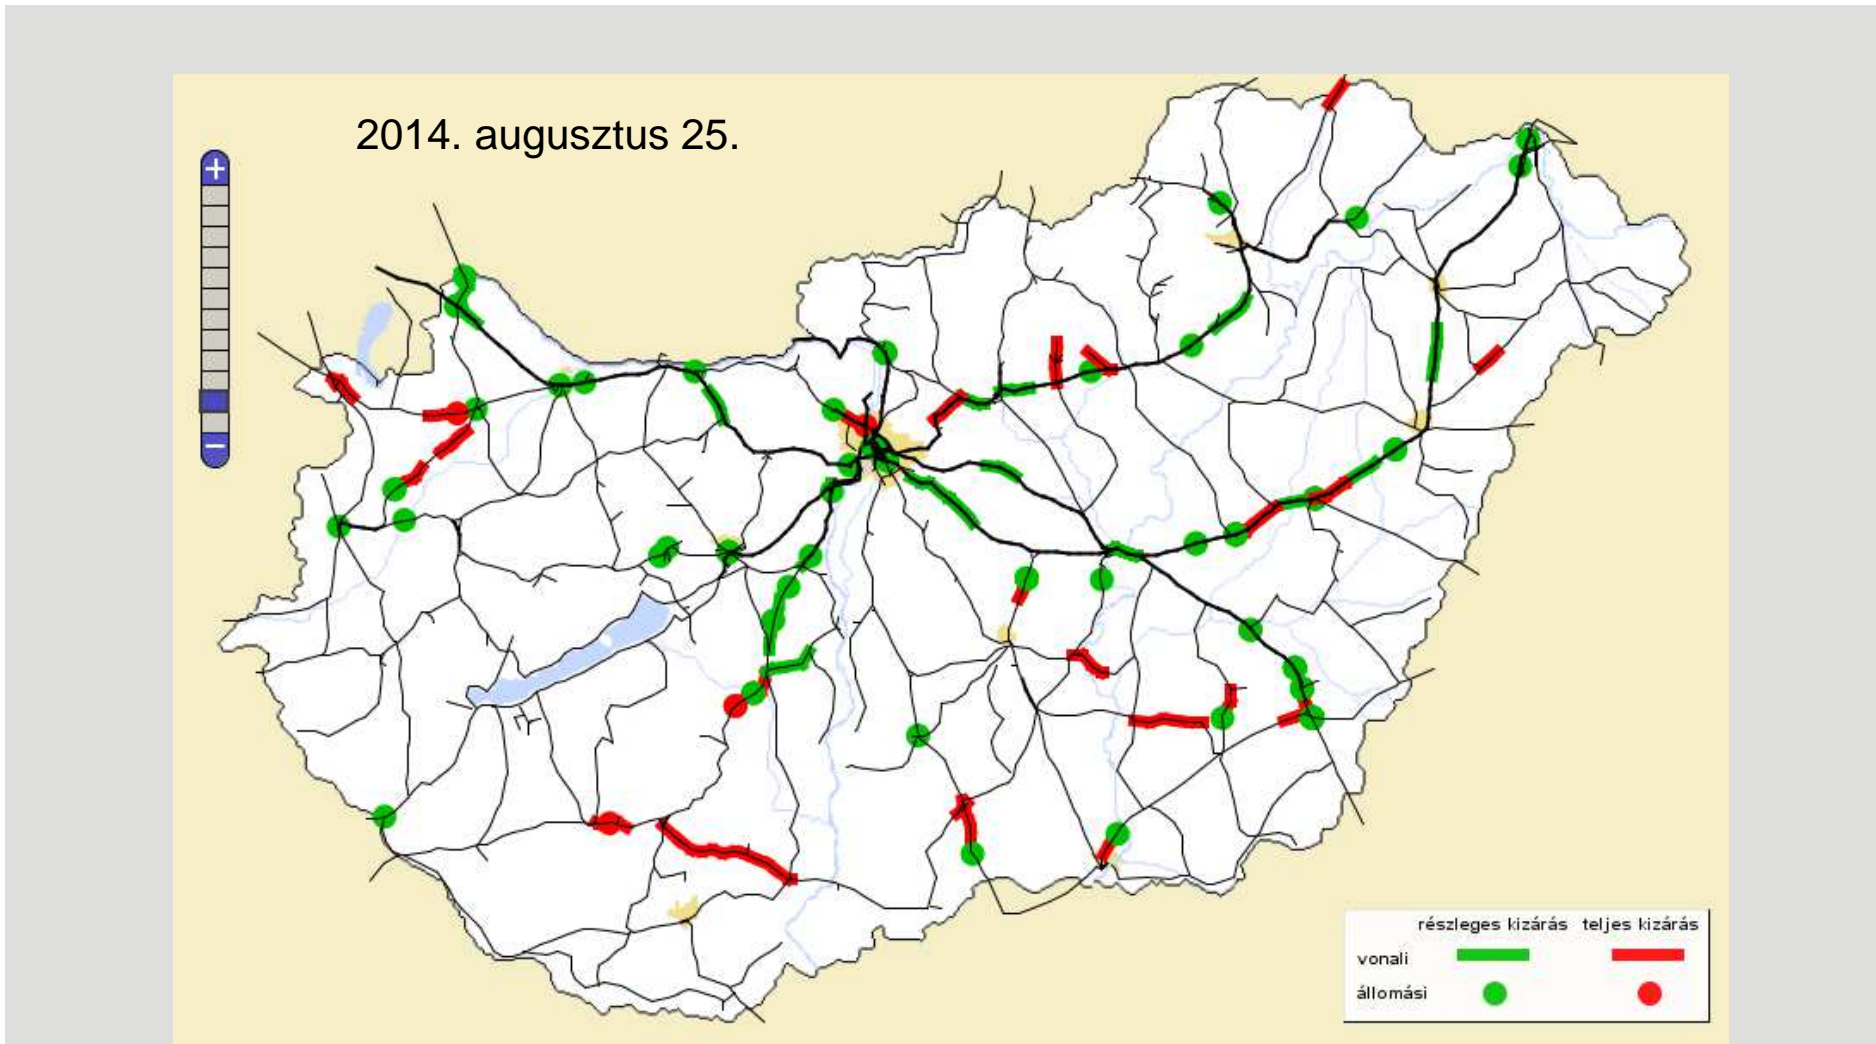 2014. augusztus 25.
+
−
részleges kizárás teljes kizárás
vonali
állomási